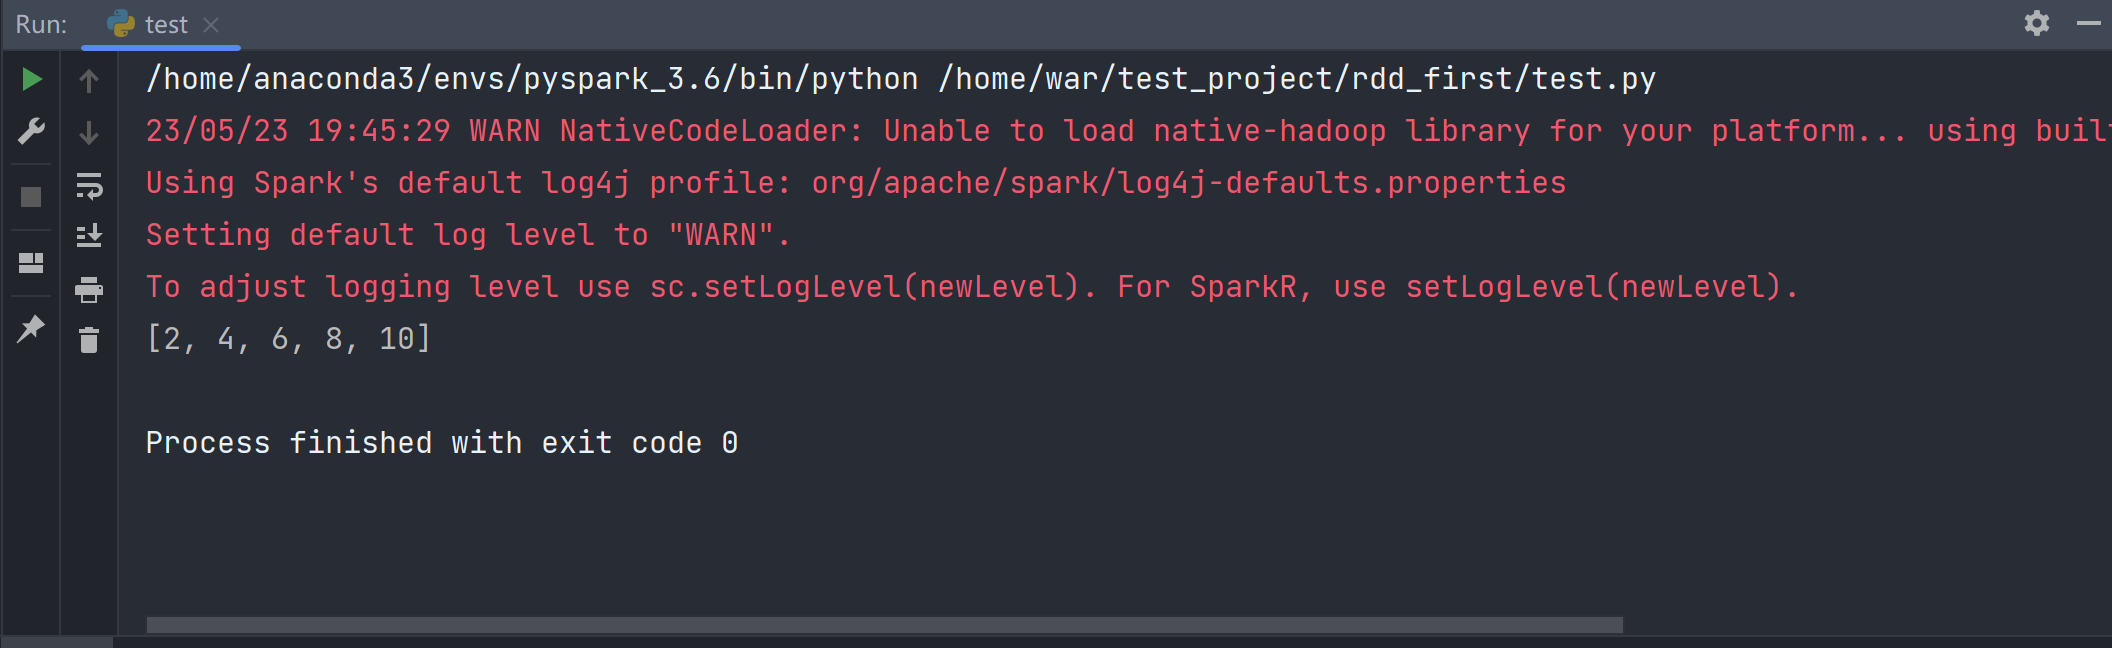 Run: test
/home/anaconda3/envs/pyspark_3.6/bin/python /home/war/test_project/rdd_first/test.py
23/05/23 19:45:29 WARN NativeCodeLoader: Unable to load native-hadoop library for your platform... using buil
Using Spark's default log4j profile: org/apache/spark/log4j-defaults.properties
Setting default log level to "WARN".
To adjust logging level use sc.setLogLevel(newLevel). For SparkR, use setLogLevel(newLevel).
[2, 4, 6, 8, 10]
Process finished with exit code 0